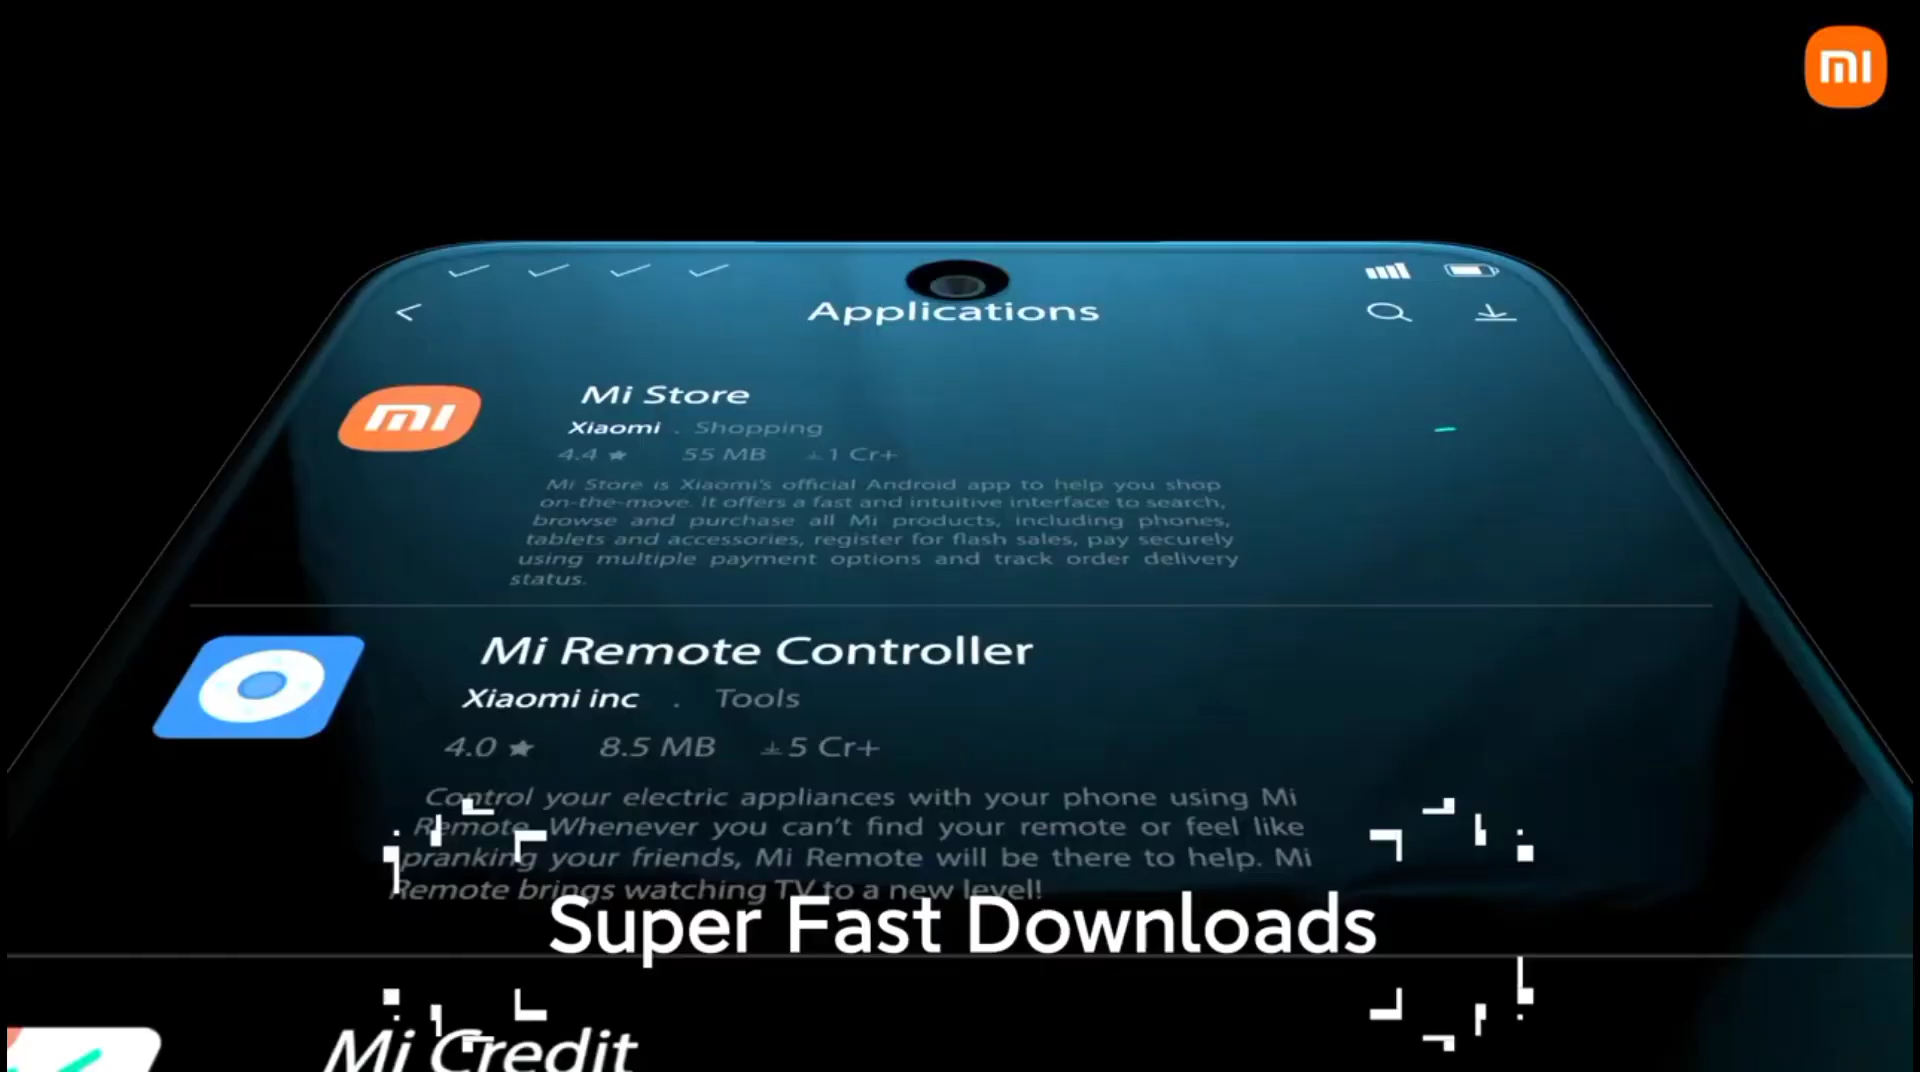 mi
Applications
mi
Mi Store
Xiaomi . Shopping
4.4 ★ 55 MB 1 Cr+
Mi Store is Xiaomi's official Android app to help you shop
on-the-move. It offers a fast and intuitive interface to search,
browse and purchase all Mi products, including phones,
tablets and accessories, register for flash sales, pay securely
using multiple payment options and track order delivery
status.
Mi Remote Controller
Xiaomi inc . Tools
4.0 ★ 8.5 MB 5 Cr+
Control your electric appliances with your phone using Mi
Remote. Whenever you can't find your remote or feel like
pranking your friends, Mi Remote will be there to help. Mi
Remote brings watching TV to a new level!
Super Fast Downloads
Mi Credit